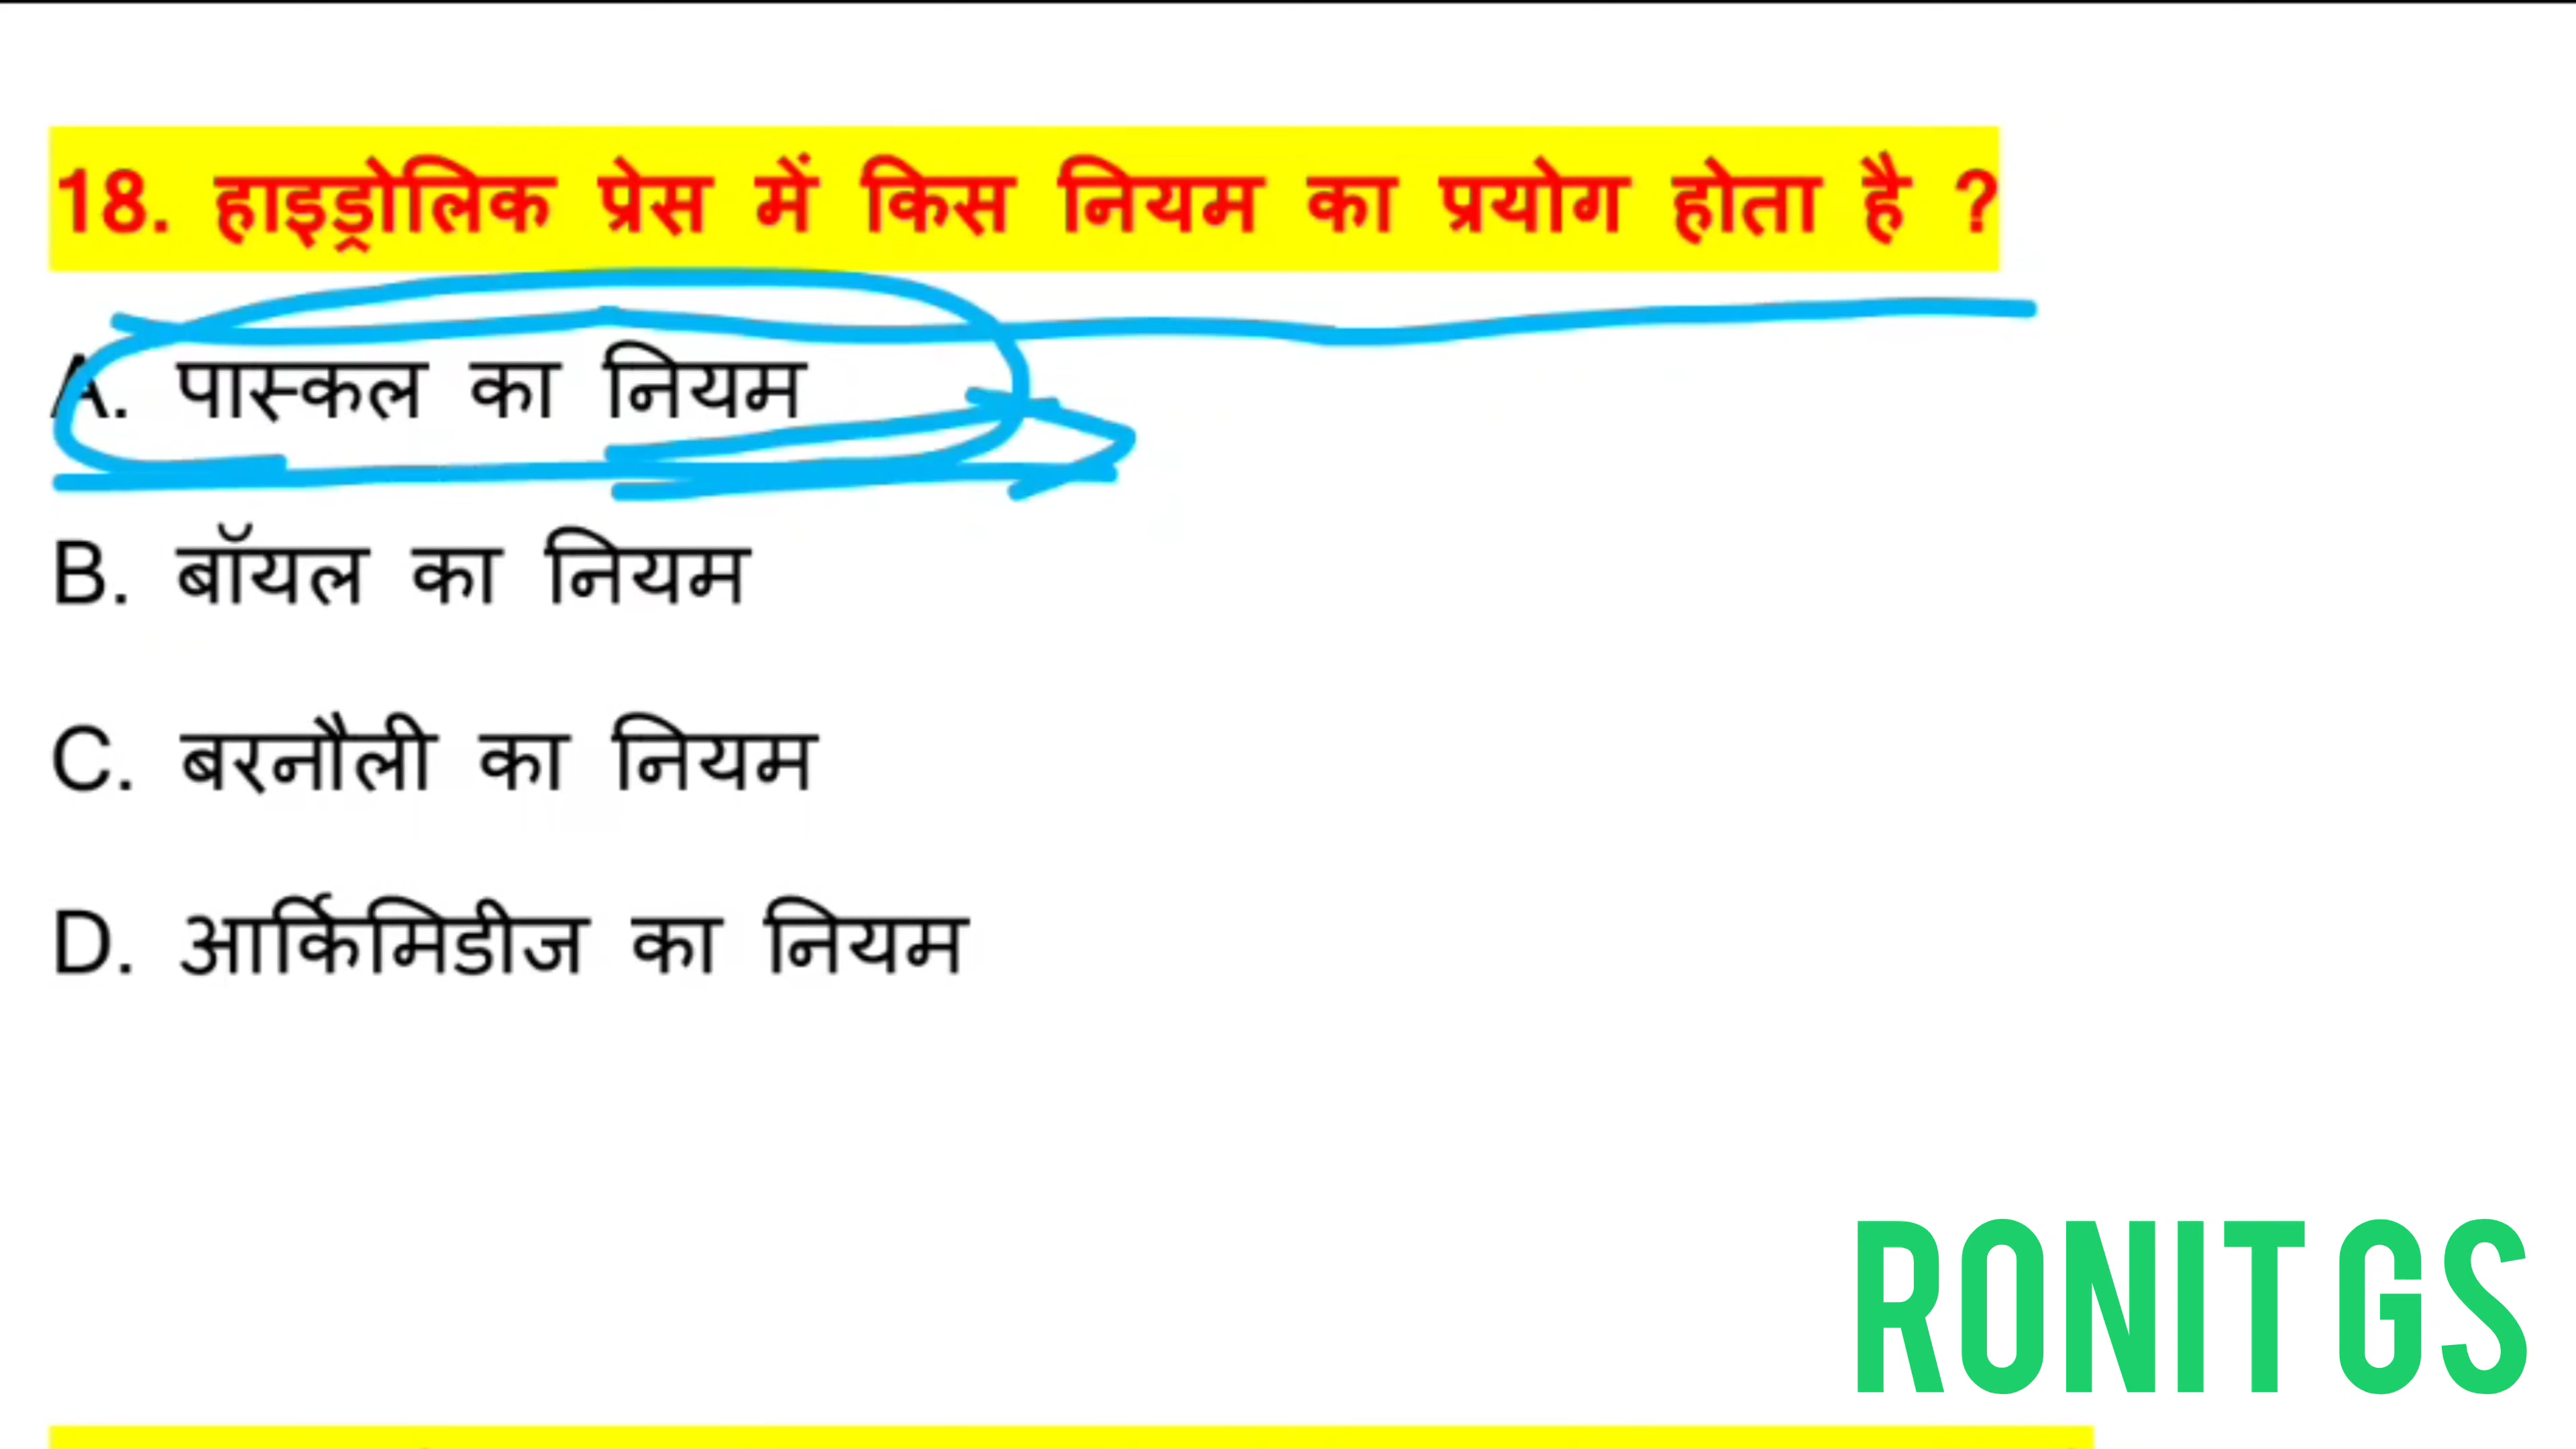 18. हाइड्रोलिक प्रेस में किस नियम का प्रयोग होता है ?
A. पास्कल का नियम
B. बॉयल का नियम
C. बरनौली का नियम
D. आर्किमिडीज का नियम
RONIT GS